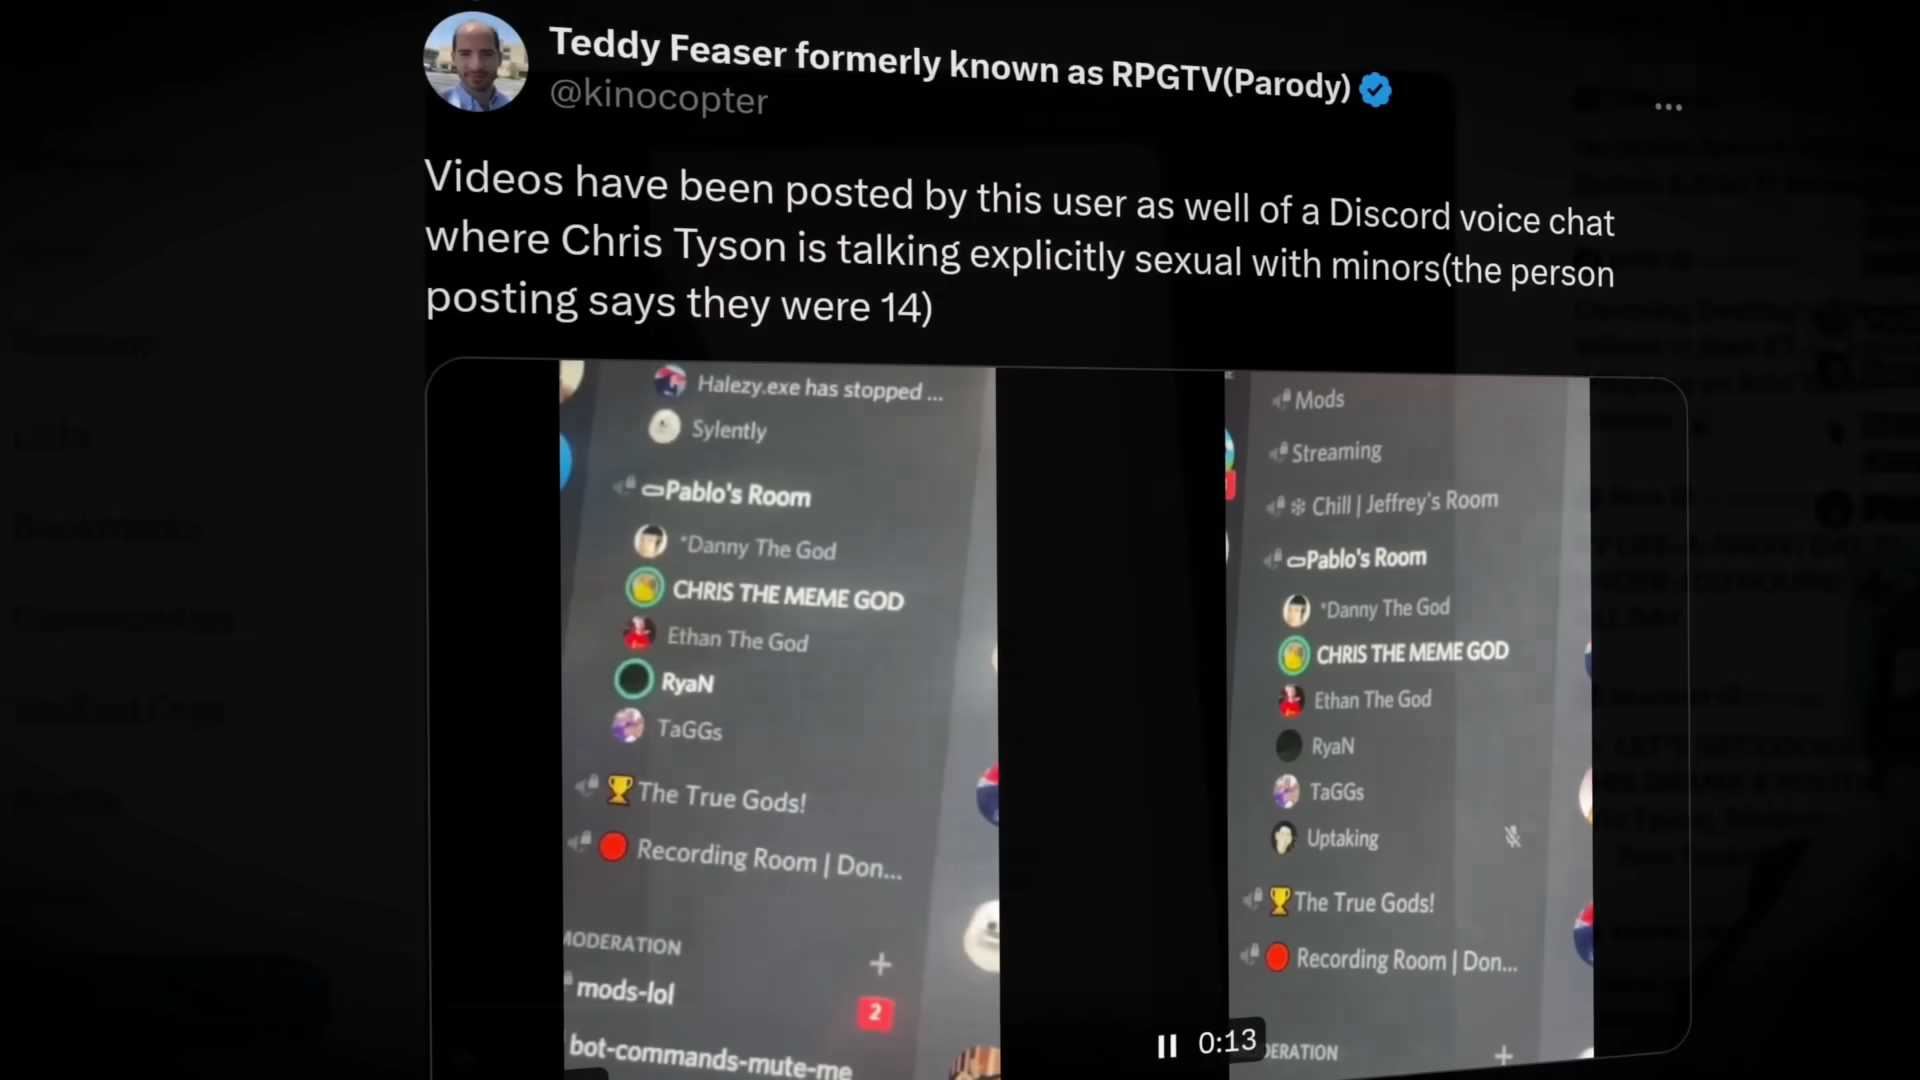 Teddy Feaser formerly known as RPGTV(Parody)
@kinocopter
...
Videos have been posted by this user as well of a Discord voice chat
where Chris Tyson is talking explicitly sexual with minors(the person
posting says they were 14)
Halezy.exe has stopped ...
Sylently
Pablo's Room
*Danny The God
CHRIS THE MEME GOD
Ethan The God
RyaN
TaGGs
The True Gods!
Recording Room | Don...
MODERATION
mods-lol
2
bot-commands-mute-me
Mods
Streaming
Chill | Jeffrey's Room
Pablo's Room
*Danny The God
CHRIS THE MEME GOD
Ethan The God
RyaN
TaGGs
Uptaking
The True Gods!
Recording Room | Don...
DERATION
0:13